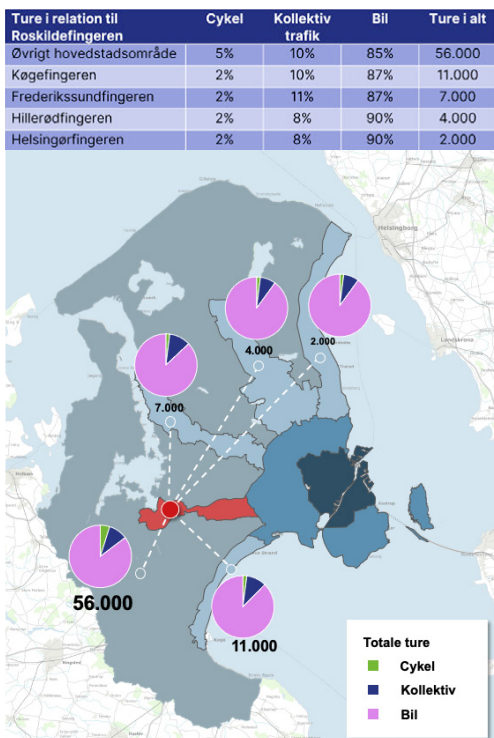 Ture i relation til Roskildefingeren Cykel Kollektiv trafik Bil Ture i alt
Øvrigt hovedstadsområde 5% 10% 85% 56.000
Køgefingeren 2% 10% 87% 11.000
Frederikssundfingeren 2% 11% 87% 7.000
Hillerødfingeren 2% 8% 90% 4.000
Helsingørfingeren 2% 8% 90% 2.000
Helsingborg
2.000
4.000
Landskrona
7.000
56.000
11.000
Totale ture
Cykel
Kollektiv
Bil